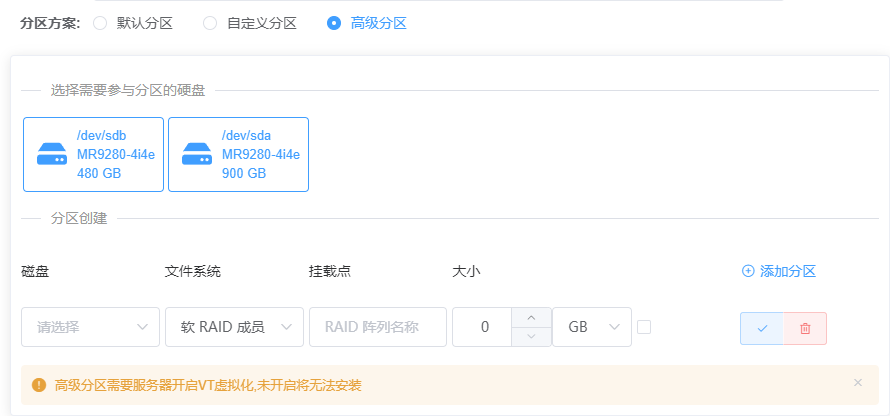 分区方案: 默认分区 自定义分区 高级分区
选择需要参与分区的硬盘
/dev/sdb
MR9280-4i4e
480 GB
/dev/sda
MR9280-4i4e
900 GB
分区创建
磁盘 文件系统 挂载点 大小 添加分区
请选择 软 RAID 成员 RAID 阵列名称 0 GB
高级分区需要服务器开启VT虚拟化,未开启将无法安装